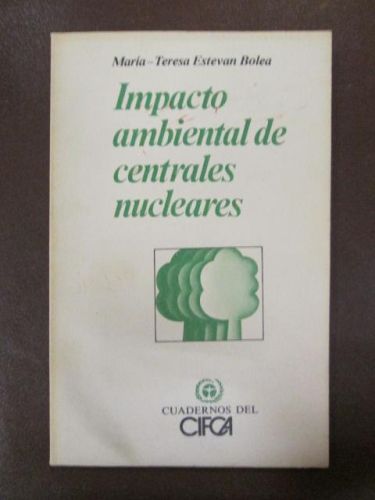 María-Teresa Estevan Bolea
Impacto
ambiental de
centrales
nucleares
CUADERNOS DEL
CIFCA